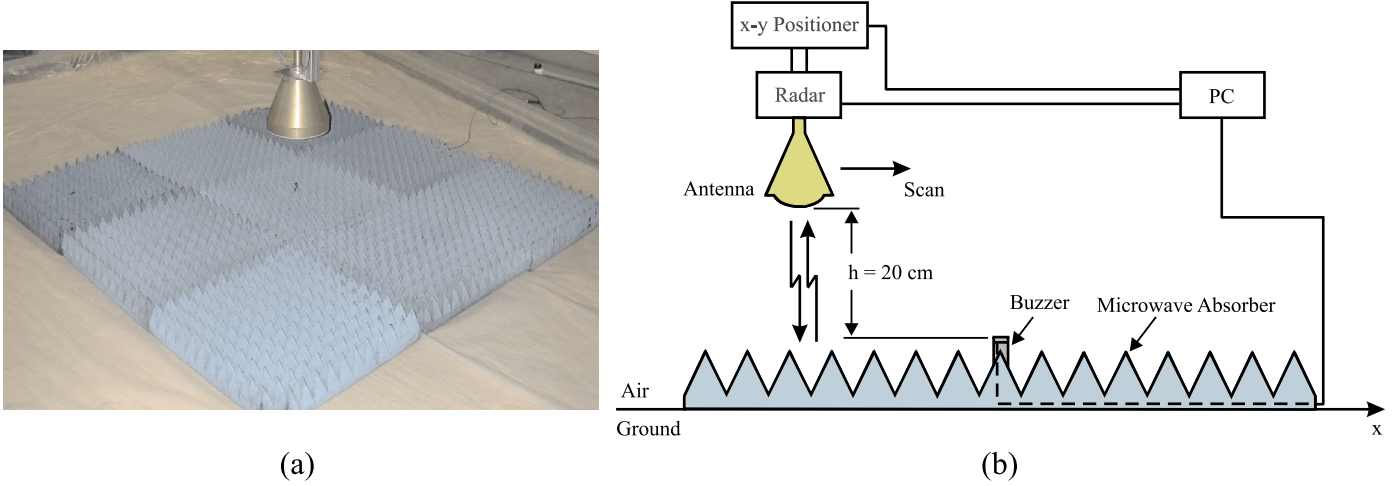 x-y Positioner
Radar
PC
Antenna
Scan
h = 20 cm
Buzzer
Microwave Absorber
Air
Ground
x
(a)
(b)